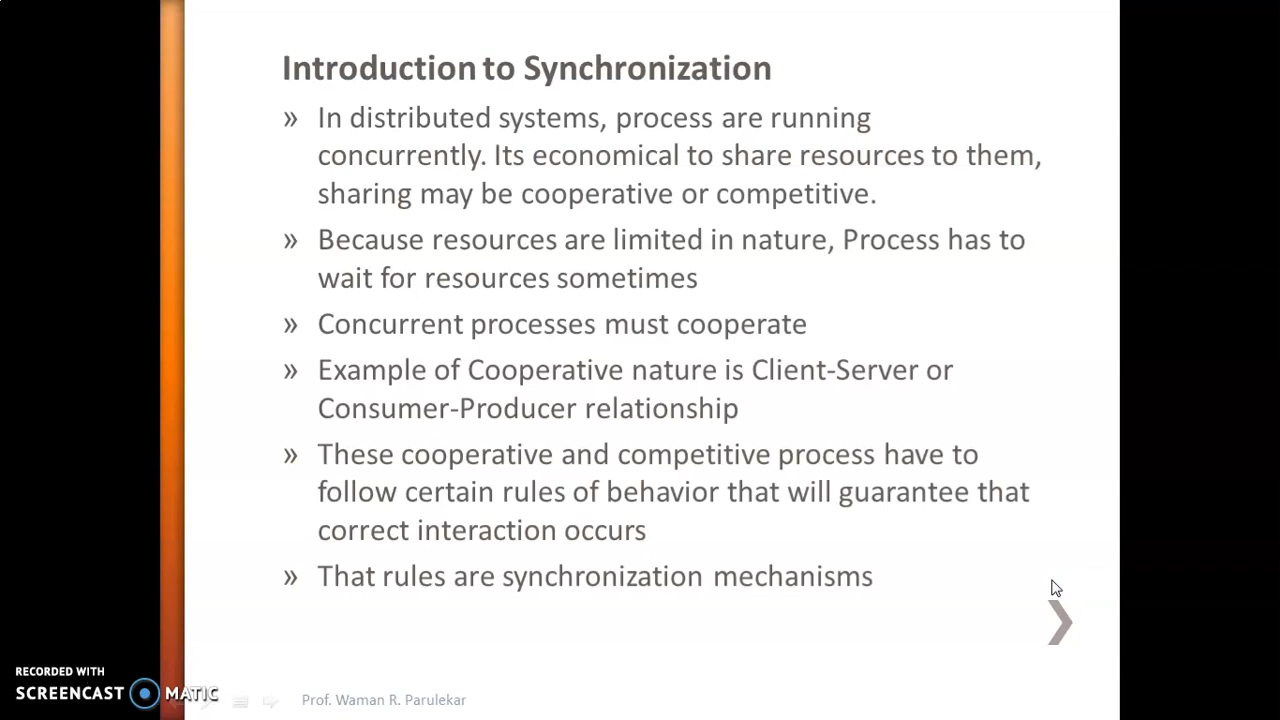 Introduction to Synchronization
» In distributed systems, process are running
concurrently. Its economical to share resources to them,
sharing may be cooperative or competitive.
» Because resources are limited in nature, Process has to
wait for resources sometimes
» Concurrent processes must cooperate
» Example of Cooperative nature is Client-Server or
Consumer-Producer relationship
» These cooperative and competitive process have to
follow certain rules of behavior that will guarantee that
correct interaction occurs
» That rules are synchronization mechanisms
RECORDED WITH
SCREENCAST MATIC
Prof. Waman R. Parulekar